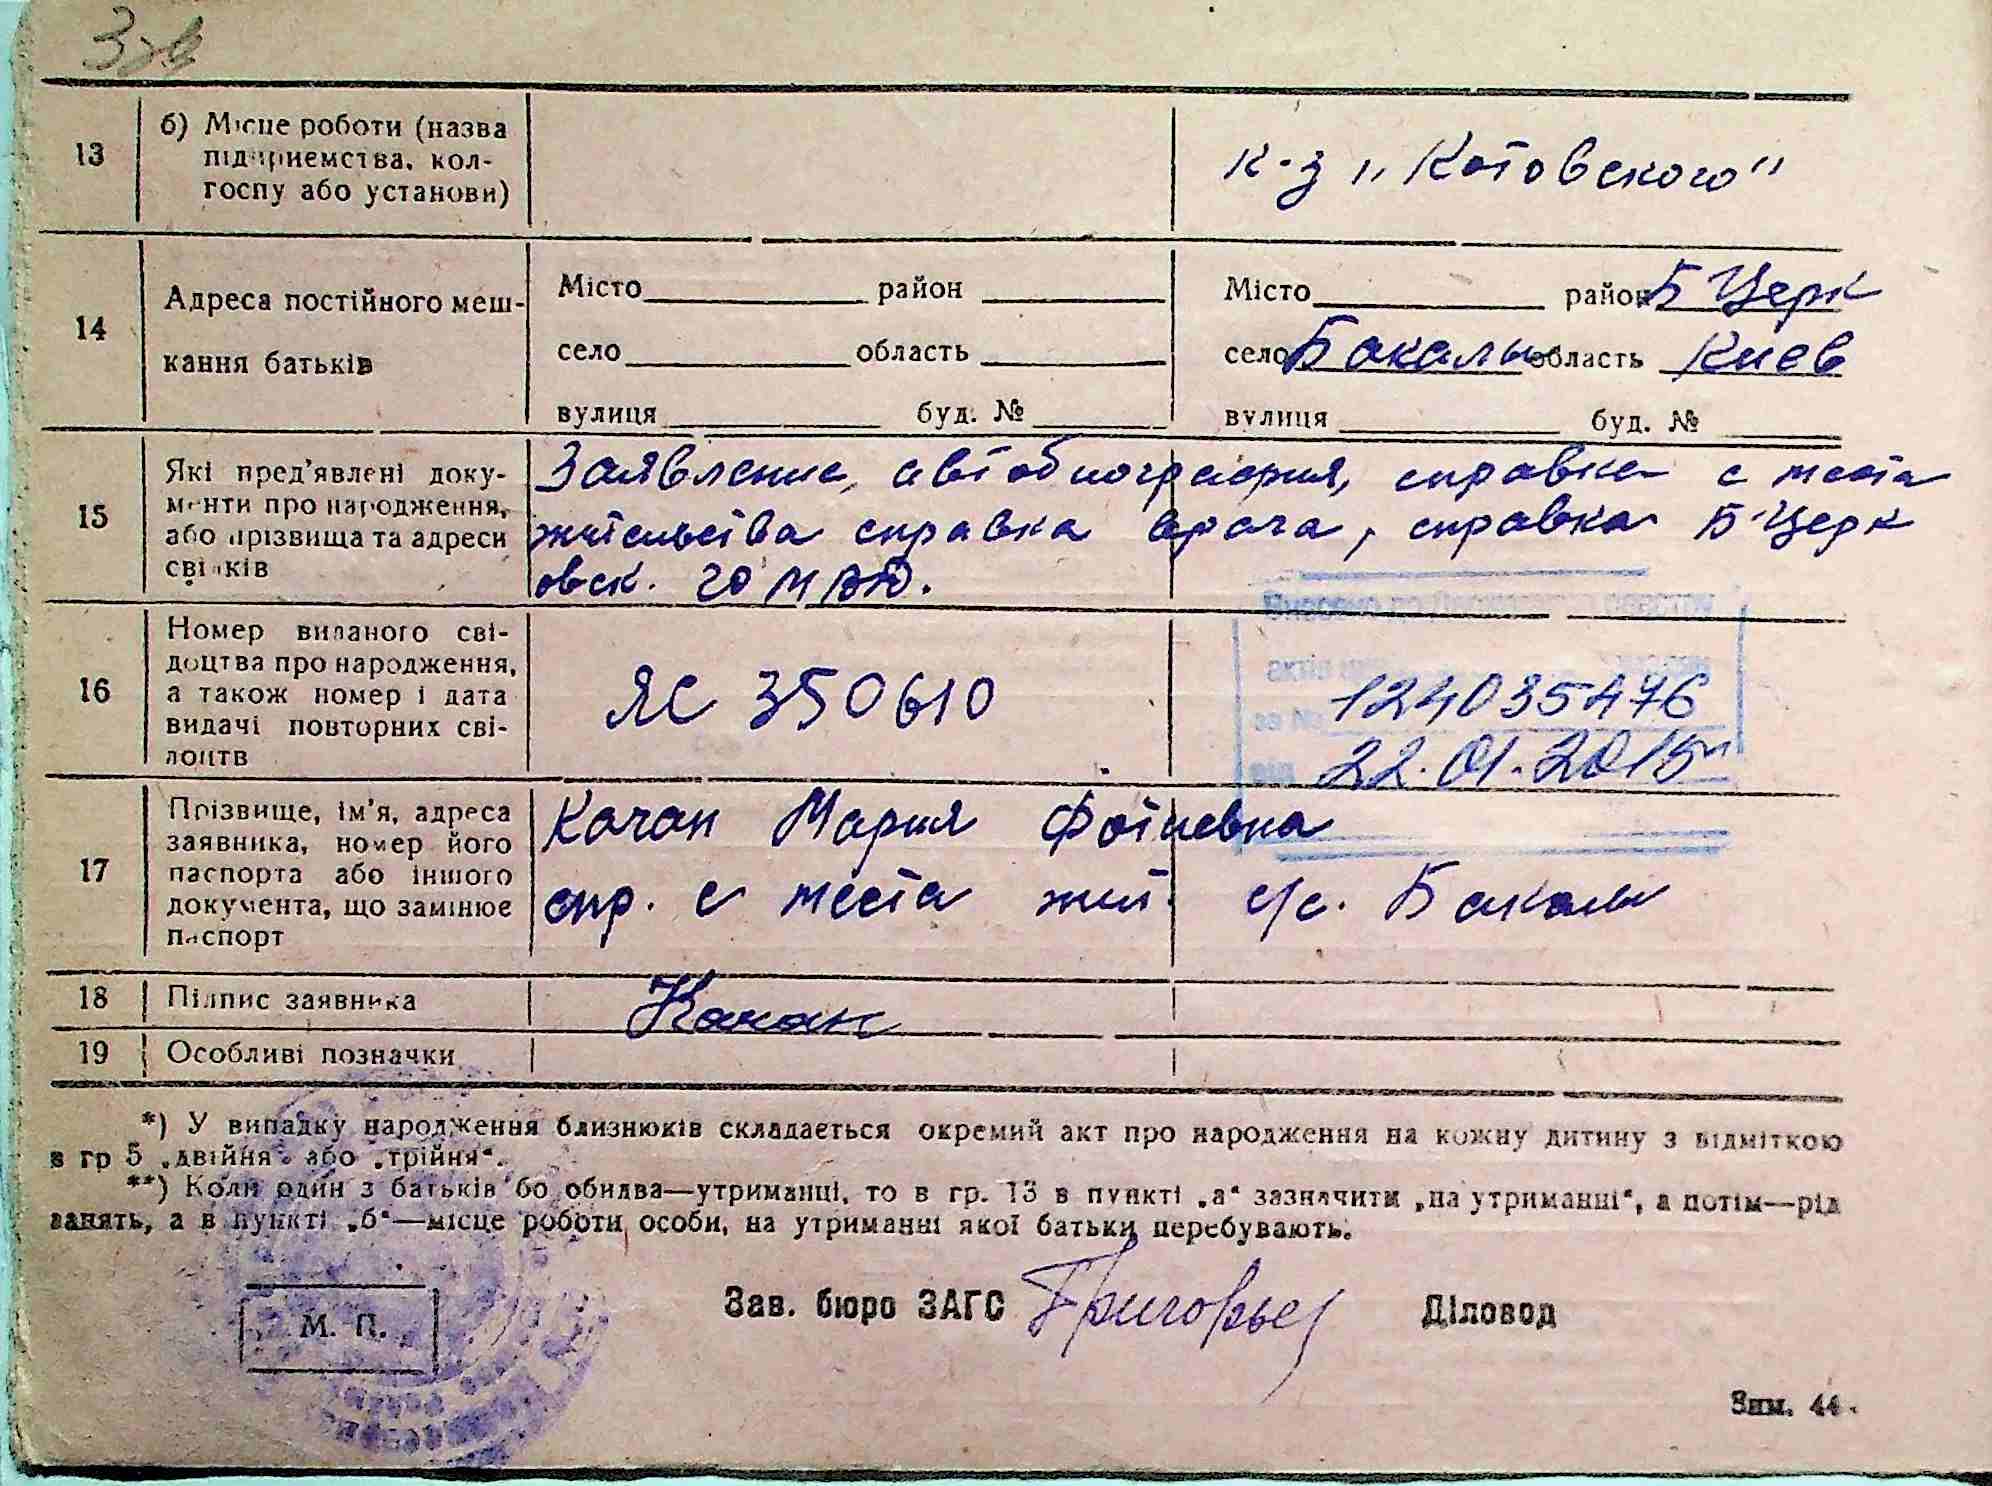 Ззв
13
б) Місце роботи (назва
підприємства, кол-
госпу або установи)
к-з „Котовского"
14
Адреса постійного меш-
кання батьків
Місто район
село область
вулиця буд. №
Місто район Б Церк
село Бакалы область Киев
вулиця буд. №
15
Які пред'явлені доку-
менти про народження,
або прізвища та адреси
свідків
Заявление, автобиография, справка с места
жительства справка врача, справка Б-Церк
овск.
16
Номер виданого сві-
доцтва про народження,
а також номер і дата
видачі повторних сві-
доцтв
ЯС 350610
124035476
22.01.2015
17
Прізвище, ім'я, адреса
заявника, номер його
паспорта або іншого
документа, що замінює
паспорт
Качан Мария Фотиевна
спр. с места жит. с/с. Бакалы
18
Підпис заявника
Качан
19
Особливі позначки
*) У випадку народження близнюків складається окремий акт про народження на кожну дитину з відміткою
в гр 5 „двійня" або „трійня".
**) Коли один з батьків бо обидва—утриманці, то в гр. 13 в пункті „а" зазначити „на утриманні", а потім—рід
занять, а в пункті „б"—місце роботи особи, на утриманні якої батьки перебувають.
М. П.
Зав. бюро ЗАГС Григорьев
Діловод
Зим. 44